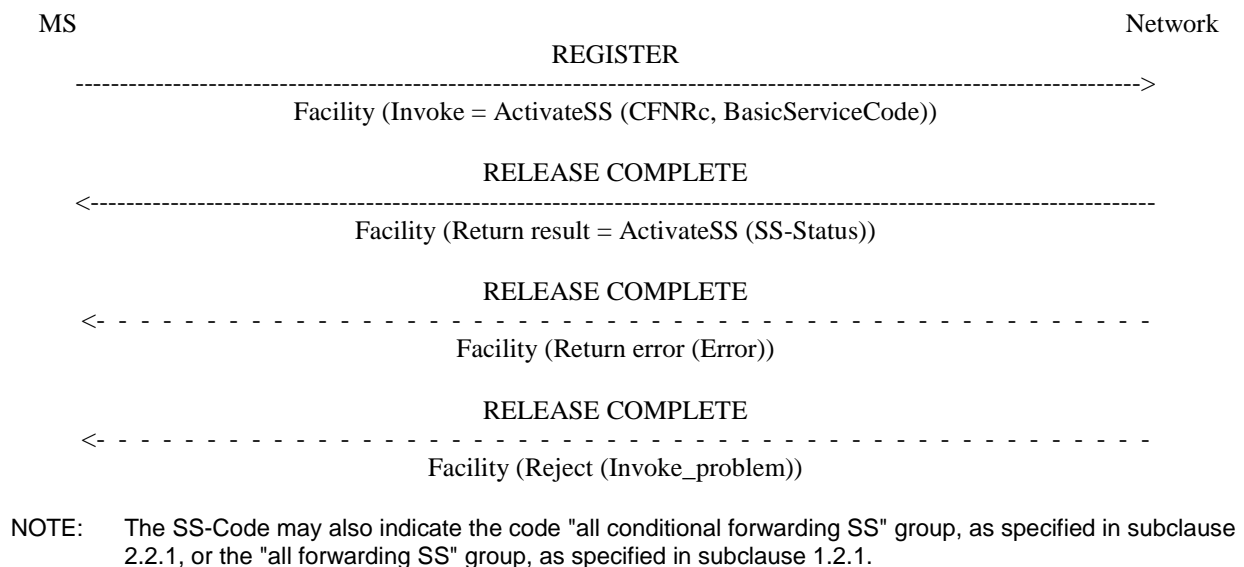 MS Network
REGISTER
------------------------------------------------------------------------------------------------------------------------>
Facility (Invoke = ActivateSS (CFNRc, BasicServiceCode))
RELEASE COMPLETE
<------------------------------------------------------------------------------------------------------------------------
Facility (Return result = ActivateSS (SS-Status))
RELEASE COMPLETE
<- - - - - - - - - - - - - - - - - - - - - - - - - - - - - - - - - - - - - - - - - - - - - - - -
Facility (Return error (Error))
RELEASE COMPLETE
<- - - - - - - - - - - - - - - - - - - - - - - - - - - - - - - - - - - - - - - - - - - - - - - -
Facility (Reject (Invoke_problem))
NOTE: The SS-Code may also indicate the code "all conditional forwarding SS" group, as specified in subclause
2.2.1, or the "all forwarding SS" group, as specified in subclause 1.2.1.